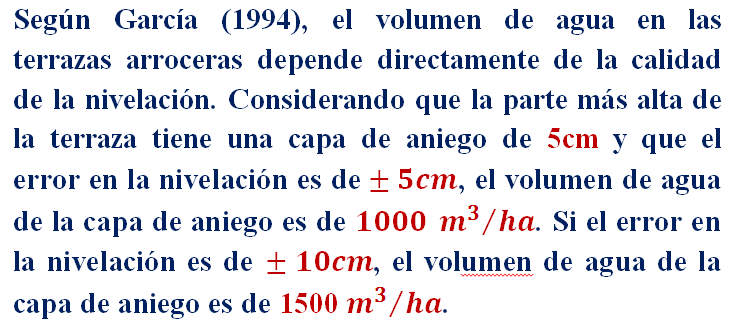 Según García (1994), el volumen de agua en las
terrazas arroceras depende directamente de la calidad
de la nivelación. Considerando que la parte más alta de
la terraza tiene una capa de aniego de 5cm y que el
error en la nivelación es de ± 5cm, el volumen de agua
de la capa de aniego es de 1000 m³/ha. Si el error en
la nivelación es de ± 10cm, el volumen de agua de la
capa de aniego es de 1500 m³/ha.